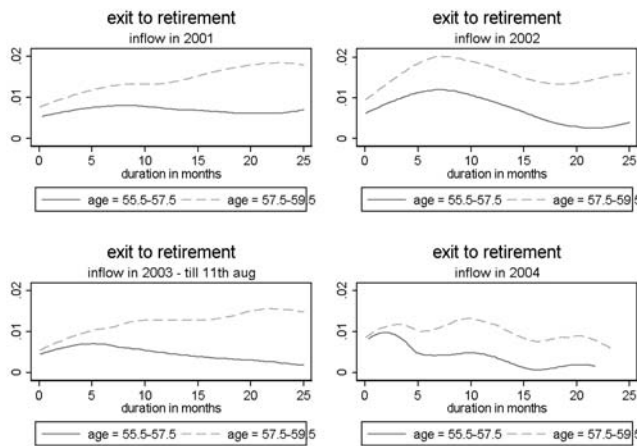 exit to retirement
inflow in 2001
.02
.01
0
0 5 10 15 20 25
duration in months
age = 55.5-57.5 age = 57.5-59.5
exit to retirement
inflow in 2002
.02
.01
0
0 5 10 15 20 25
duration in months
age = 55.5-57.5 age = 57.5-59.5
exit to retirement
inflow in 2003 - till 11th aug
.02
.01
0
0 5 10 15 20 25
duration in months
age = 55.5-57.5 age = 57.5-59.5
exit to retirement
inflow in 2004
.02
.01
0
0 5 10 15 20 25
duration in months
age = 55.5-57.5 age = 57.5-59.5